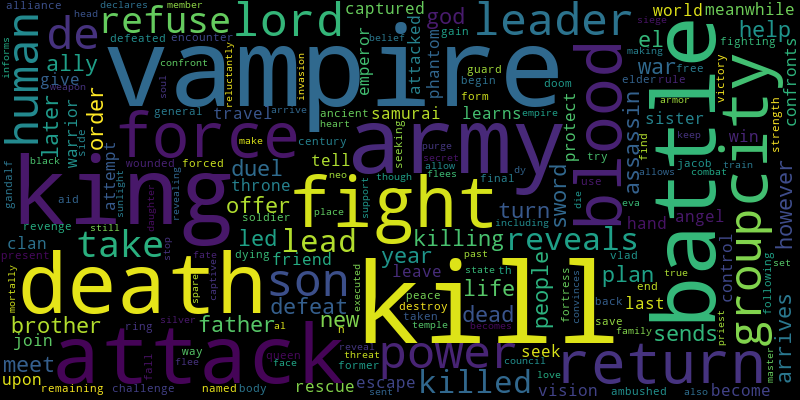 vampire
kill
death
attack
king
army
fight
battle
force
blood
return
power
city
group
human
lord
leader
refuse
de
son
lead
take
reveals
killed
killing
offer
ally
god
el
war
help
world
meanwhile
captured
attacked
emperor
phantom
guard
begin
form
gain
belief
defeated
encounter
alliance
declares
member
head
informs
confront
reluctantly
invasion
soul
weapon
later
give
warrior
side
order
attempt
travel
general
arrive
ancient
heart
samurai
learns
seeking
protect
assassin
sister
elder
rule
free
making
siege
fighting
doom
empire
confronts
victory
strength
armor
keep
win
find
try
purge
secret
allow
flees
century
make
tell
duel
throne
wounded
forced
black
gandalf
sunlight
aid
revenge
clan
still
present
mortally
brother
join
meet
upon
remaining
challenge
ring
fall
flee
way
silver
father
named
body
queen
face
rescue
threat
reveal
new
defeat
friend
dying
led
soldier
daughter
revealing
stop
fate
captive
spare
al
place
support
though
neo
final
dy
including
turn
sword
year
leave
past
state
th
life
people
plan
hand
jacob
angel
eva
use
die
vlad
control
combat
train
allows
however
arrives
sends
last
end
true
back
save
family
fortress
convinces
priest
set
following
master
also
become
ambushed
vision
seek
dead
peace
destroy
taken
temple
becomes
executed
former
council
love
escape
sent